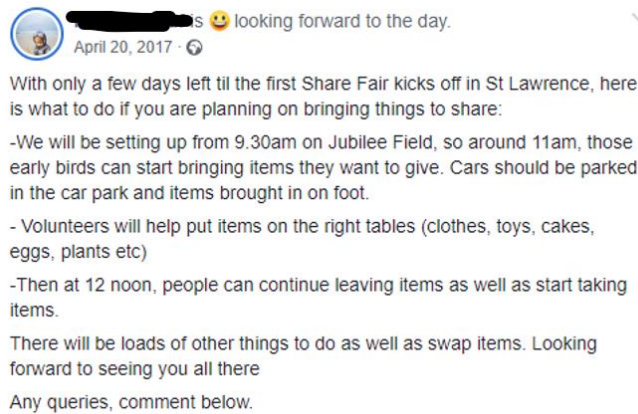 is 😃 looking forward to the day.
April 20, 2017 ·
With only a few days left til the first Share Fair kicks off in St Lawrence, here
is what to do if you are planning on bringing things to share:
-We will be setting up from 9.30am on Jubilee Field, so around 11am, those
early birds can start bringing items they want to give. Cars should be parked
in the car park and items brought in on foot.
- Volunteers will help put items on the right tables (clothes, toys, cakes,
eggs, plants etc)
-Then at 12 noon, people can continue leaving items as well as start taking
items.
There will be loads of other things to do as well as swap items. Looking
forward to seeing you all there
Any queries, comment below.